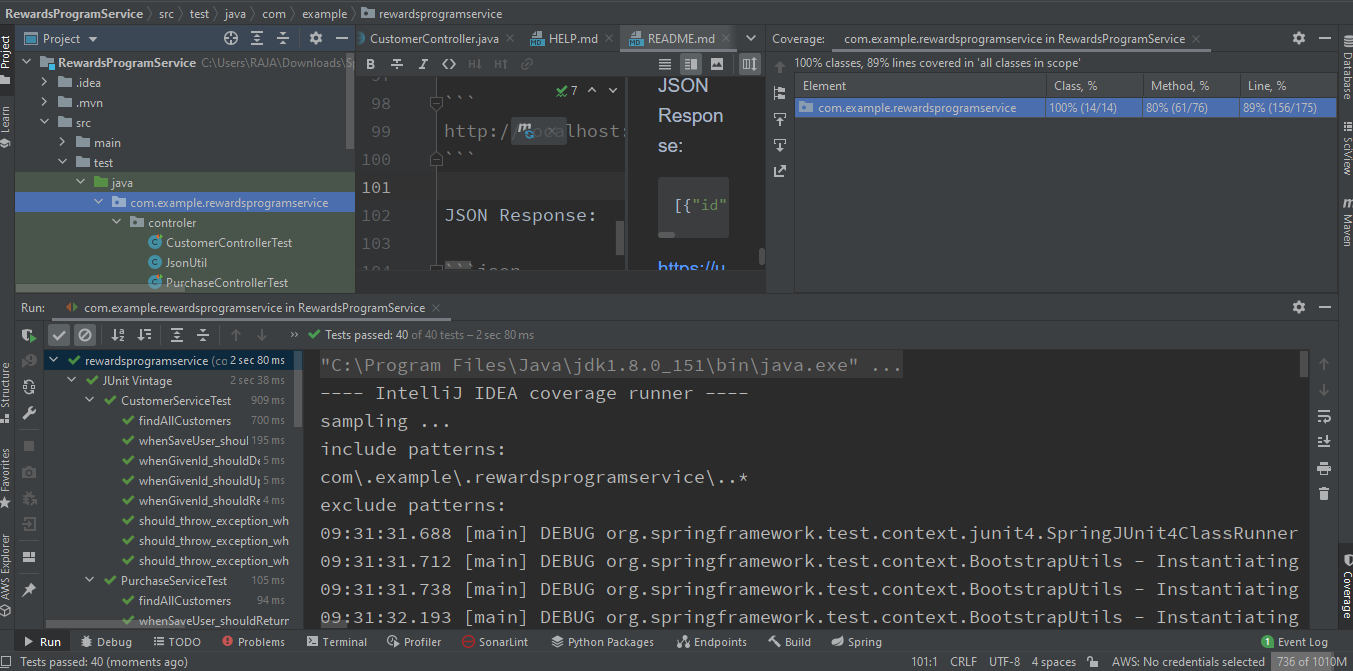 RewardsProgramService › src › test › java › com › example › rewardsprogramservice
Project
CustomerController.java
HELP.md
README.md
Coverage: com.example.rewardsprogramservice in RewardsProgramService
RewardsProgramService C:\Users\RAJA\Downloads\S
.idea
.mvn
src
main
test
java
com.example.rewardsprogramservice
controler
CustomerControllerTest
JsonUtil
PurchaseControllerTest
B I <> H↓ H↑
7
98 ```
99 http://localhost:
100 ```
101
102 JSON Response:
103
104 ```json
JSON
Respon
se:
[{"id"
https://u
100% classes, 89% lines covered in 'all classes in scope'
Element Class, % Method, % Line, %
com.example.rewardsprogramservice 100% (14/14) 80% (61/76) 89% (156/175)
Project
Learn
Structure
Favorites
AWS Explorer
Database
SciView
Maven
Coverage
Run: com.example.rewardsprogramservice in RewardsProgramService
» Tests passed: 40 of 40 tests – 2 sec 80 ms
rewardsprogramservice (co 2 sec 80 ms
JUnit Vintage 2 sec 38 ms
CustomerServiceTest 909 ms
findAllCustomers 700 ms
whenSaveUser_shoul 195 ms
whenGivenId_shouldDe 5 ms
whenGivenId_shouldUp 5 ms
whenGivenId_shouldRe 4 ms
should_throw_exception_wh
should_throw_exception_wh
should_throw_exception_wh
PurchaseServiceTest 105 ms
findAllCustomers 94 ms
whenSaveUser_shouldReturn
"C:\Program Files\Java\jdk1.8.0_151\bin\java.exe" ...
---- IntelliJ IDEA coverage runner ----
sampling ...
include patterns:
com\.example\.rewardsprogramservice\..*
exclude patterns:
09:31:31.688 [main] DEBUG org.springframework.test.context.junit4.SpringJUnit4ClassRunner
09:31:31.712 [main] DEBUG org.springframework.test.context.BootstrapUtils - Instantiating
09:31:31.738 [main] DEBUG org.springframework.test.context.BootstrapUtils - Instantiating
09:31:32.193 [main] DEBUG org.springframework.test.context.BootstrapUtils - Instantiating
Run Debug TODO Problems Terminal Profiler SonarLint Python Packages Endpoints Build Spring 1 Event Log
Tests passed: 40 (moments ago) 101:1 CRLF UTF-8 4 spaces AWS: No credentials selected 736 of 1010M